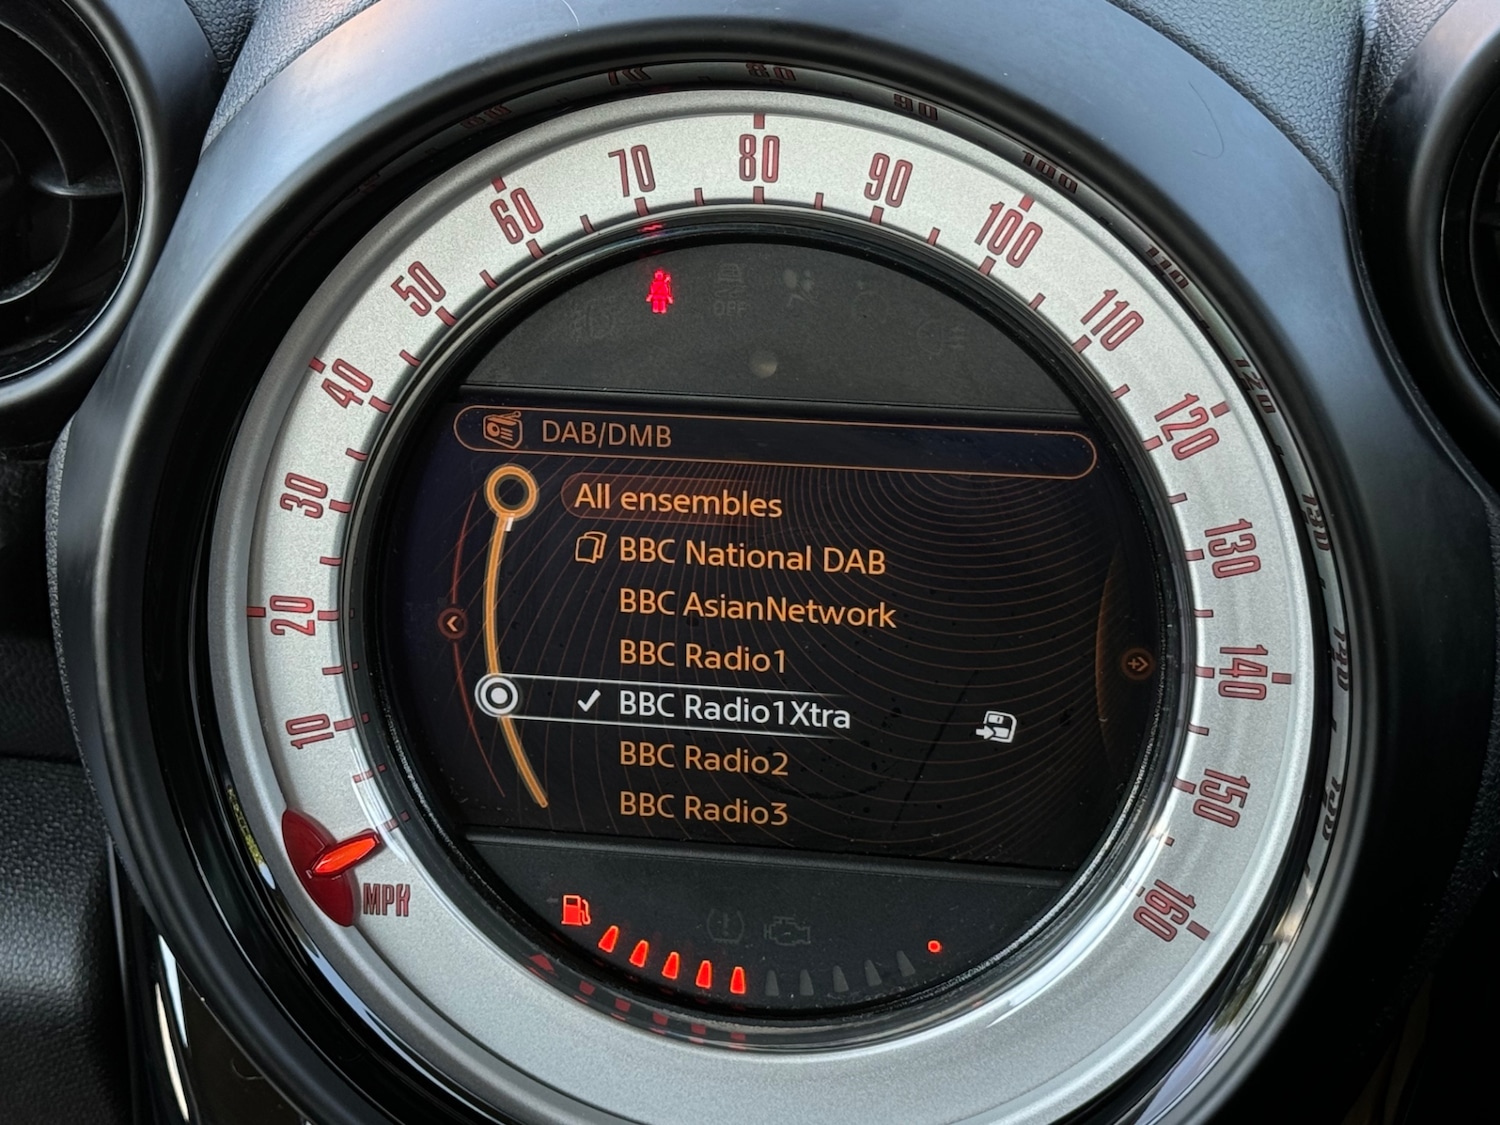 10
20
30
40
50
60
70
80
90
100
110
120
130
140
150
160
MPH
OFF
DAB/DMB
All ensembles
BBC National DAB
BBC AsianNetwork
BBC Radio1
BBC Radio1Xtra
BBC Radio2
BBC Radio3